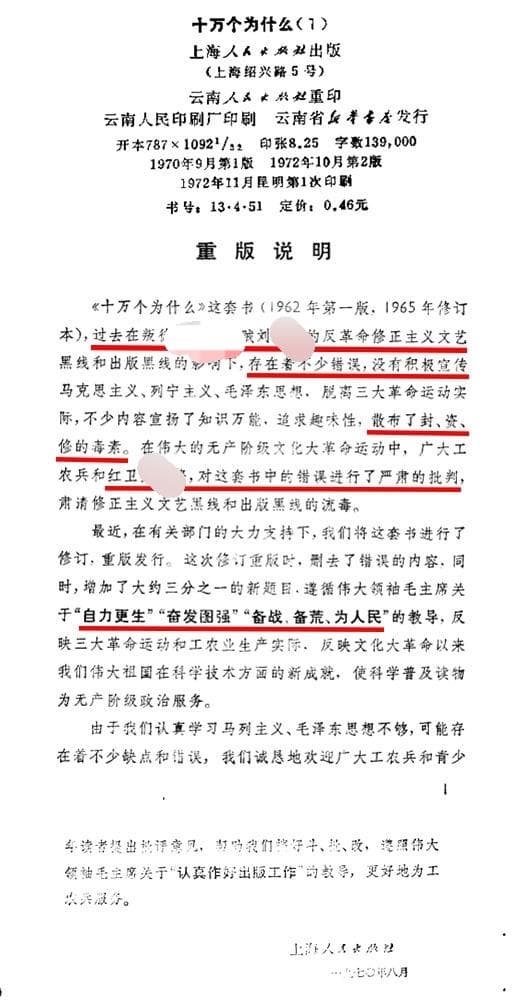 十万个为什么(1)
上海人民出版社出版
(上海绍兴路5号)
云南人民出版社重印
云南人民印刷厂印刷 云南省新华书店发行
开本787×1092 1/32 印张8.25 字数139,000
1970年9月第1版 1972年10月第2版
1972年11月昆明第1次印刷
书号:13·4·51 定价:0.46元
重版说明
《十万个为什么》这套书(1962年第一版,1965年修订
本),过去在叛徒 贼刘 的反革命修正主义文艺
黑线和出版黑线的影响下,存在着不少错误,没有积极宣传
马克思主义、列宁主义、毛泽东思想,脱离三大革命运动实
际,不少内容宣扬了知识万能,追求趣味性,散布了封、资、
修的毒素。在伟大的无产阶级文化大革命运动中,广大工
农兵和红卫 ,对这套书中的错误进行了严肃的批判,
肃清修正主义文艺黑线和出版黑线的流毒。
最近,在有关部门的大力支持下,我们将这套书进行了
修订,重版发行。这次修订重版时,删去了错误的内容,同
时,增加了大约三分之一的新题目,遵循伟大领袖毛主席关
于“自力更生”“奋发图强”“备战、备荒、为人民”的教导,反
映三大革命运动和工农业生产实际,反映文化大革命以来
我们伟大祖国在科学技术方面的新成就,使科学普及读物
为无产阶级政治服务。
由于我们认真学习马列主义、毛泽东思想不够,可能存
在着不少缺点和错误,我们诚恳地欢迎广大工农兵和青少
1
年读者提出批评意见,帮助我们搞好斗、批、改,遵照伟大
领袖毛主席关于“认真作好出版工作”的教导,更好地为工
农兵服务。
上海人民出版社
一九七〇年八月